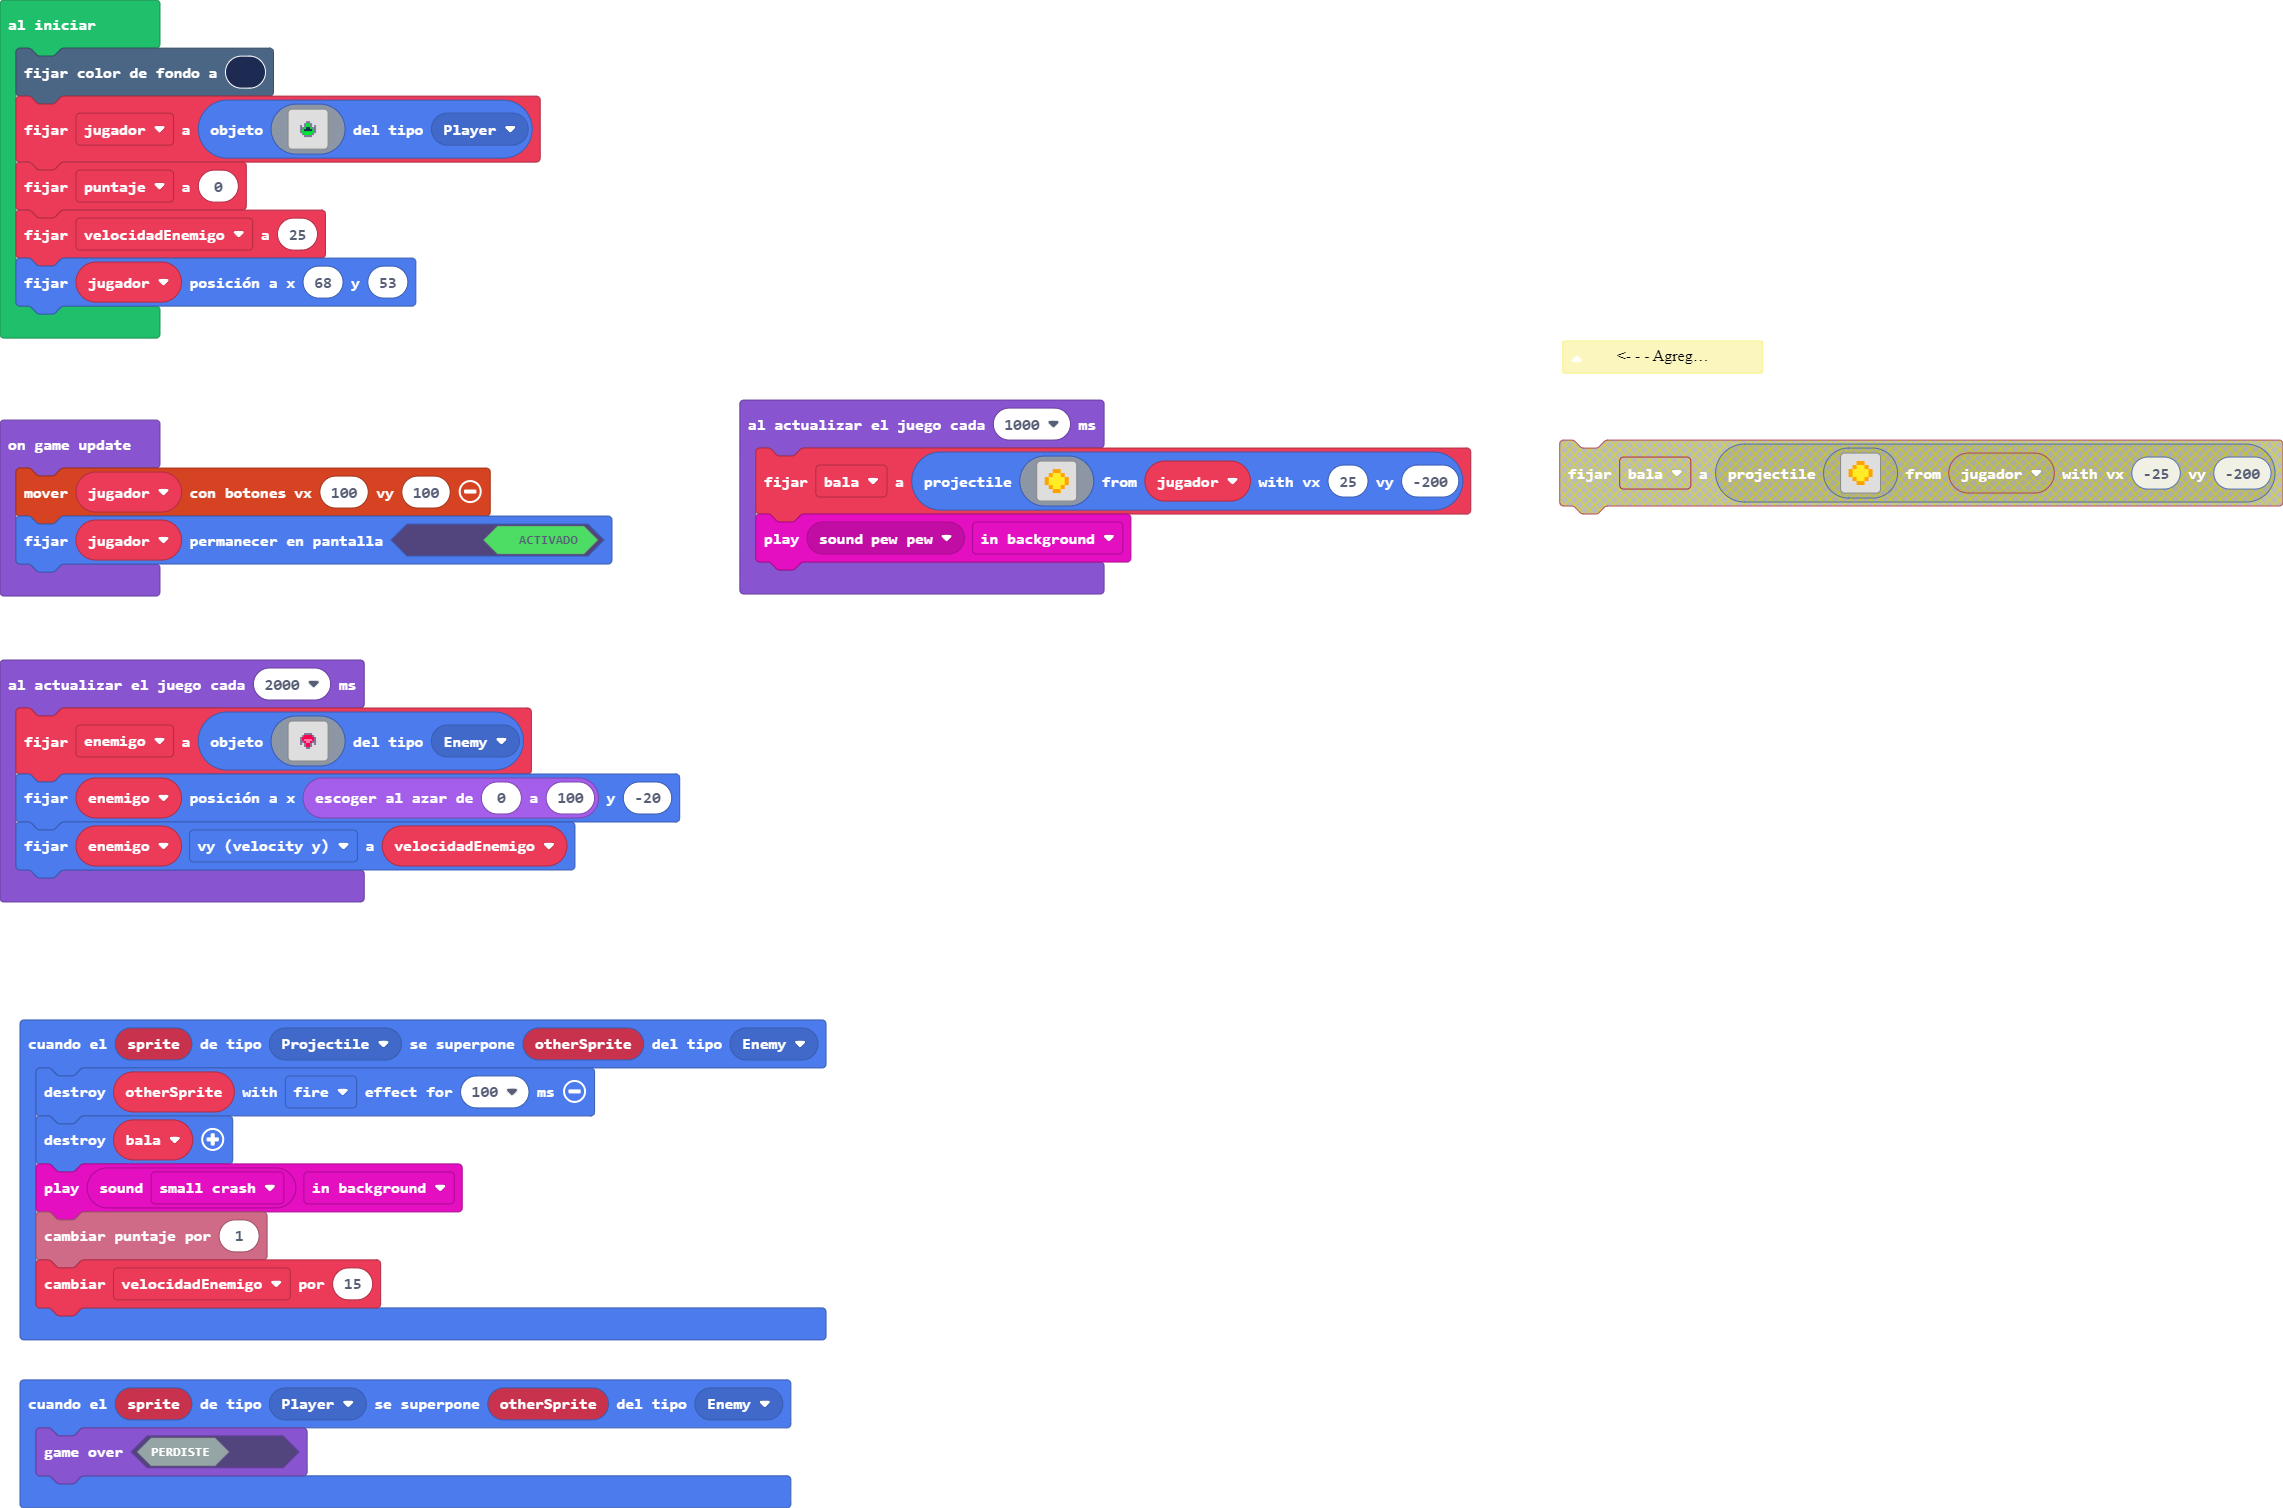 al iniciar
fijar color de fondo a
fijar jugador a objeto del tipo Player
fijar puntaje a 0
fijar velocidadEnemigo a 25
fijar jugador posición a x 68 y 53
<- - - Agreg…
on game update
mover jugador con botones vx 100 vy 100
fijar jugador permanecer en pantalla ACTIVADO
al actualizar el juego cada 1000 ms
fijar bala a projectile from jugador with vx 25 vy -200
play sound pew pew in background
fijar bala a projectile from jugador with vx -25 vy -200
al actualizar el juego cada 2000 ms
fijar enemigo a objeto del tipo Enemy
fijar enemigo posición a x escoger al azar de 0 a 100 y -20
fijar enemigo vy (velocity y) a velocidadEnemigo
cuando el sprite de tipo Projectile se superpone otherSprite del tipo Enemy
destroy otherSprite with fire effect for 100 ms
destroy bala
play sound small crash in background
cambiar puntaje por 1
cambiar velocidadEnemigo por 15
cuando el sprite de tipo Player se superpone otherSprite del tipo Enemy
game over PERDISTE